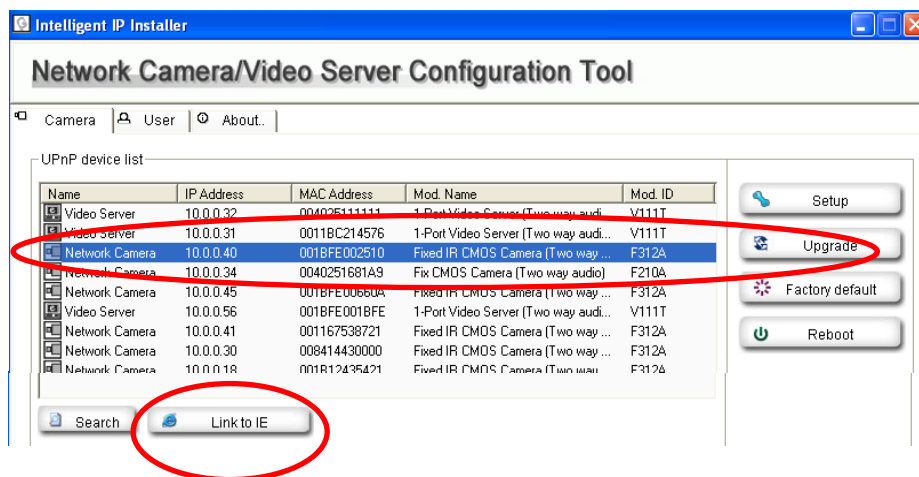 Intelligent IP Installer
Network Camera/Video Server Configuration Tool
Camera User About..
UPnP device list
Name IP Address MAC Address Mod. Name Mod. ID
Video Server 10.0.0.32 004025111111 1-Port Video Server (Two way audi... V111T
Video Server 10.0.0.31 0011BC214576 1-Port Video Server (Two way audi... V111T
Network Camera 10.0.0.40 001BFE002510 Fixed IR CMOS Camera (Two way ... F312A
Network Camera 10.0.0.34 0040251681A9 Fix CMOS Camera (Two way audio) F210A
Network Camera 10.0.0.45 001BFE00660A Fixed IR CMOS Camera (Two way ... F312A
Video Server 10.0.0.56 001BFE001BFE 1-Port Video Server (Two way audi... V111T
Network Camera 10.0.0.41 001167538721 Fixed IR CMOS Camera (Two way ... F312A
Network Camera 10.0.0.30 008414430000 Fixed IR CMOS Camera (Two way ... F312A
Network Camera 10.0.0.18 001B12435421 Fixed IR CMOS Camera (Two way F312A
Setup
Upgrade
Factory default
Reboot
Search Link to IE